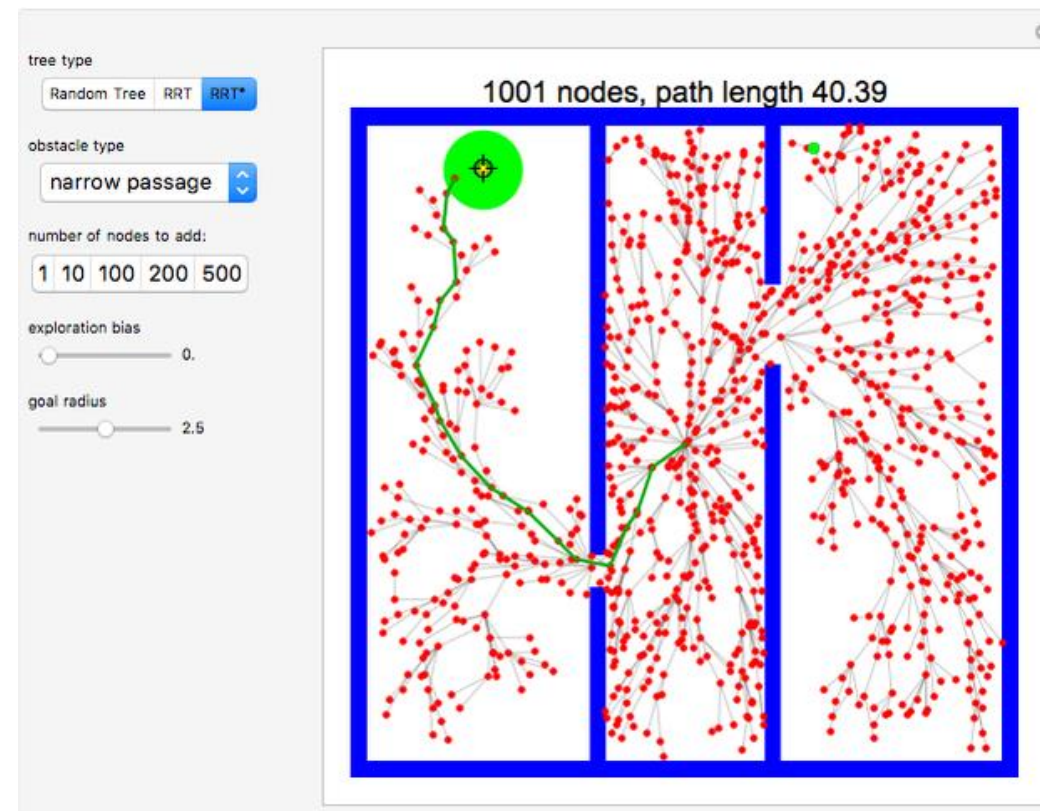 tree type
Random Tree RRT RRT*
obstacle type
narrow passage
number of nodes to add:
1 10 100 200 500
exploration bias
0.
goal radius
2.5
1001 nodes, path length 40.39